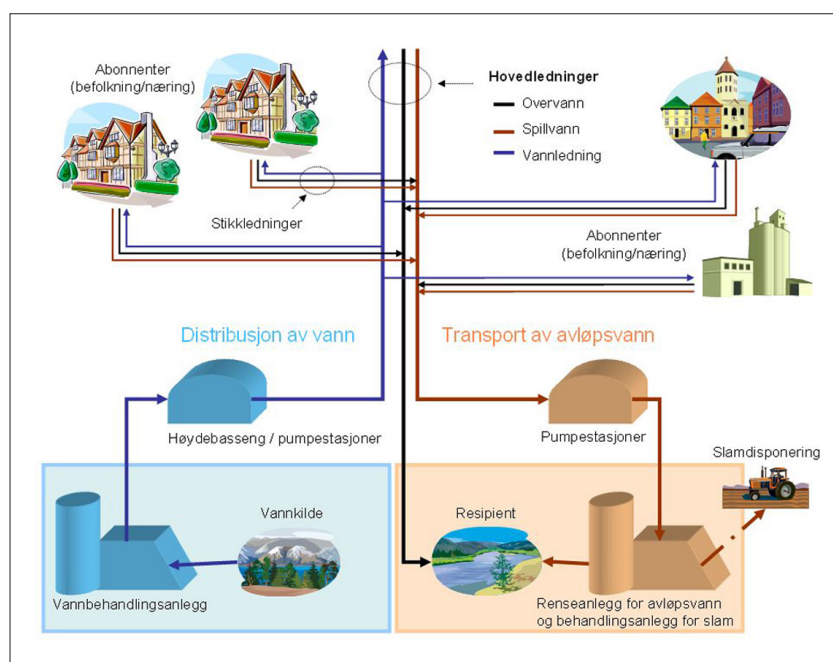 Abonnenter
(befolkning/næring)
Hovedledninger
Overvann
Spillvann
Vannledning
Stikkledninger
Abonnenter
(befolkning/næring)
Distribusjon av vann
Transport av avløpsvann
Høydebasseng / pumpestasjoner
Pumpestasjoner
Slamdisponering
Vannkilde
Resipient
Vannbehandlingsanlegg
Renseanlegg for avløpsvann
og behandlingsanlegg for slam